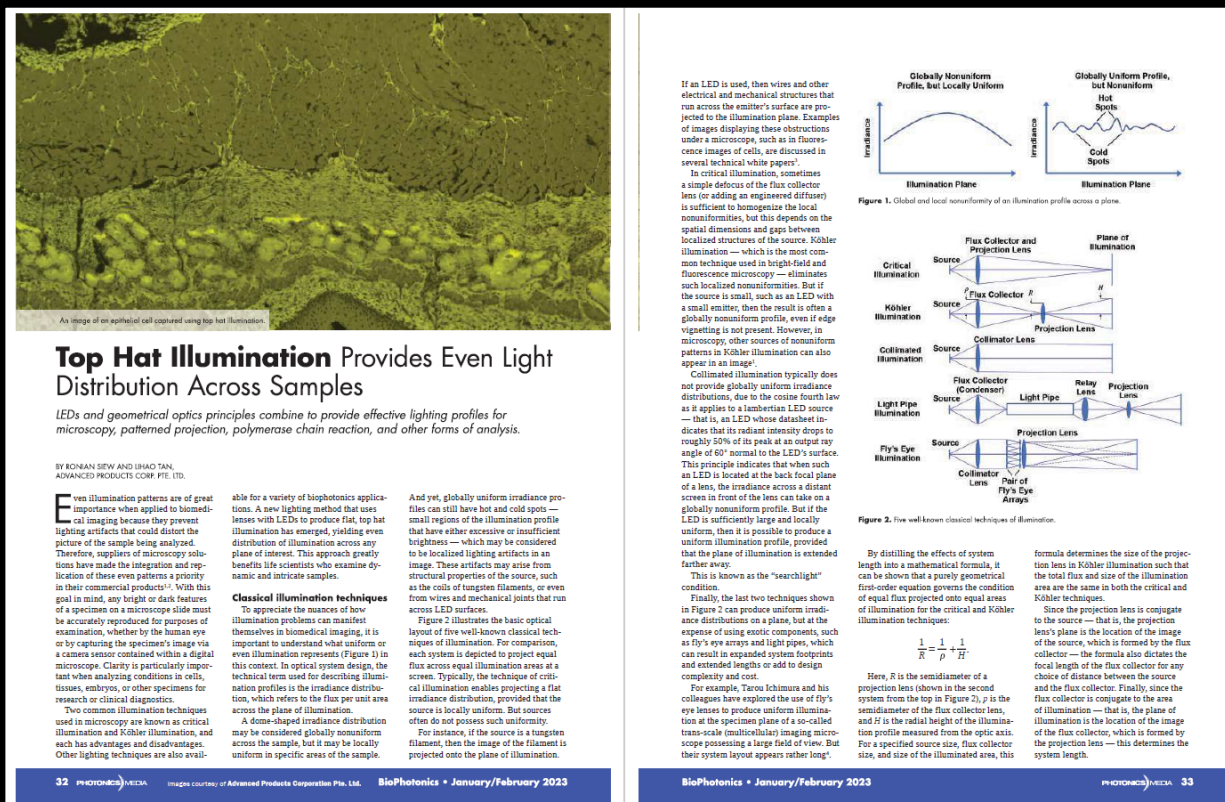 An image of an epithelial cell captured using top hat illumination.
Top Hat Illumination Provides Even Light
Distribution Across Samples
LEDs and geometrical optics principles combine to provide effective lighting profiles for
microscopy, patterned projection, polymerase chain reaction, and other forms of analysis.
BY RONIAN SIEW AND LIHAO TAN,
ADVANCED PRODUCTS CORP. PTE. LTD.
Even illumination patterns are of great
importance when applied to biomedi-
cal imaging because they prevent
lighting artifacts that could distort the
picture of the sample being analyzed.
Therefore, suppliers of microscopy solu-
tions have made the integration and rep-
lication of these even patterns a priority
in their commercial products¹,². With this
goal in mind, any bright or dark features
of a specimen on a microscope slide must
be accurately reproduced for purposes of
examination, whether by the human eye
or by capturing the specimen's image via
a camera sensor contained within a digital
microscope. Clarity is particularly impor-
tant when analyzing conditions in cells,
tissues, embryos, or other specimens for
research or clinical diagnostics.
Two common illumination techniques
used in microscopy are known as critical
illumination and Köhler illumination, and
each has advantages and disadvantages.
Other lighting techniques are also avail-
able for a variety of biophotonics applica-
tions. A new lighting method that uses
lenses with LEDs to produce flat, top hat
illumination has emerged, yielding even
distribution of illumination across any
plane of interest. This approach greatly
benefits life scientists who examine dy-
namic and intricate samples.
Classical illumination techniques
To appreciate the nuances of how
illumination problems can manifest
themselves in biomedical imaging, it is
important to understand what uniform or
even illumination represents (Figure 1) in
this context. In optical system design, the
technical term used for describing illumi-
nation profiles is the irradiance distribu-
tion, which refers to the flux per unit area
across the plane of illumination.
A dome-shaped irradiance distribution
may be considered globally nonuniform
across the sample, but it may be locally
uniform in specific areas of the sample.
And yet, globally uniform irradiance pro-
files can still have hot and cold spots —
small regions of the illumination profile
that have either excessive or insufficient
brightness — which may be considered
to be localized lighting artifacts in an
image. These artifacts may arise from
structural properties of the source, such
as the coils of tungsten filaments, or even
from wires and mechanical joints that run
across LED surfaces.
Figure 2 illustrates the basic optical
layout of five well-known classical tech-
niques of illumination. For comparison,
each system is depicted to project equal
flux across equal illumination areas at a
screen. Typically, the technique of criti-
cal illumination enables projecting a flat
irradiance distribution, provided that the
source is locally uniform. But sources
often do not possess such uniformity.
For instance, if the source is a tungsten
filament, then the image of the filament is
projected onto the plane of illumination.
32 PHOTONICS MEDIA Images courtesy of Advanced Products Corporation Pte. Ltd. BioPhotonics • January/February 2023
If an LED is used, then wires and other
electrical and mechanical structures that
run across the emitter's surface are pro-
jected to the illumination plane. Examples
of images displaying these obstructions
under a microscope, such as in fluores-
cence images of cells, are discussed in
several technical white papers³.
In critical illumination, sometimes
a simple defocus of the flux collector
lens (or adding an engineered diffuser)
is sufficient to homogenize the local
nonuniformities, but this depends on the
spatial dimensions and gaps between
localized structures of the source. Köhler
illumination — which is the most com-
mon technique used in bright-field and
fluorescence microscopy — eliminates
such localized nonuniformities. But if
the source is small, such as an LED with
a small emitter, then the result is often a
globally nonuniform profile, even if edge
vignetting is not present. However, in
microscopy, other sources of nonuniform
patterns in Köhler illumination can also
appear in an image¹.
Collimated illumination typically does
not provide globally uniform irradiance
distributions, due to the cosine fourth law
as it applies to a lambertian LED source
— that is, an LED whose datasheet in-
dicates that its radiant intensity drops to
roughly 50% of its peak at an output ray
angle of 60° normal to the LED's surface.
This principle indicates that when such
an LED is located at the back focal plane
of a lens, the irradiance across a distant
screen in front of the lens can take on a
globally nonuniform profile. But if the
LED is sufficiently large and locally
uniform, then it is possible to produce a
uniform illumination profile, provided
that the plane of illumination is extended
farther away.
This is known as the "searchlight"
condition.
Finally, the last two techniques shown
in Figure 2 can produce uniform irradi-
ance distributions on a plane, but at the
expense of using exotic components, such
as fly's eye arrays and light pipes, which
can result in expanded system footprints
and extended lengths or add to design
complexity and cost.
For example, Tarou Ichimura and his
colleagues have explored the use of fly's
eye lenses to produce uniform illumina-
tion at the specimen plane of a so-called
trans-scale (multicellular) imaging micro-
scope possessing a large field of view. But
their system layout appears rather long⁴.
Globally Nonuniform
Profile, but Locally Uniform
Irradiance
Illumination Plane
Globally Uniform Profile,
but Nonuniform
Hot
Spots
Irradiance
Cold
Spots
Illumination Plane
Figure 1. Global and local nonuniformity of an illumination profile across a plane.
Flux Collector and
Projection Lens
Plane of
Illumination
Critical
Illumination
Source
Köhler
Illumination
Source
ρ
Flux Collector
R
H
Projection Lens
Collimated
Illumination
Source
Collimator Lens
Light Pipe
Illumination
Source
Flux Collector
(Condenser)
Light Pipe
Relay
Lens
Projection
Lens
Fly's Eye
Illumination
Source
Projection Lens
Collimator
Lens
Pair of
Fly's Eye
Arrays
Figure 2. Five well-known classical techniques of illumination.
By distilling the effects of system
length into a mathematical formula, it
can be shown that a purely geometrical
first-order equation governs the condition
of equal flux projected onto equal areas
of illumination for the critical and Köhler
illumination techniques:
1/R = 1/ρ + 1/H.
Here, R is the semidiameter of a
projection lens (shown in the second
system from the top in Figure 2), ρ is the
semidiameter of the flux collector lens,
and H is the radial height of the illumina-
tion profile measured from the optic axis.
For a specified source size, flux collector
size, and size of the illuminated area, this
formula determines the size of the projec-
tion lens in Köhler illumination such that
the total flux and size of the illumination
area are the same in both the critical and
Köhler techniques.
Since the projection lens is conjugate
to the source — that is, the projection
lens's plane is the location of the image
of the source, which is formed by the flux
collector — the formula also dictates the
focal length of the flux collector for any
choice of distance between the source
and the flux collector. Finally, since the
flux collector is conjugate to the area
of illumination — that is, the plane of
illumination is the location of the image
of the flux collector, which is formed by
the projection lens — this determines the
system length.
BioPhotonics • January/February 2023 PHOTONICS MEDIA 33